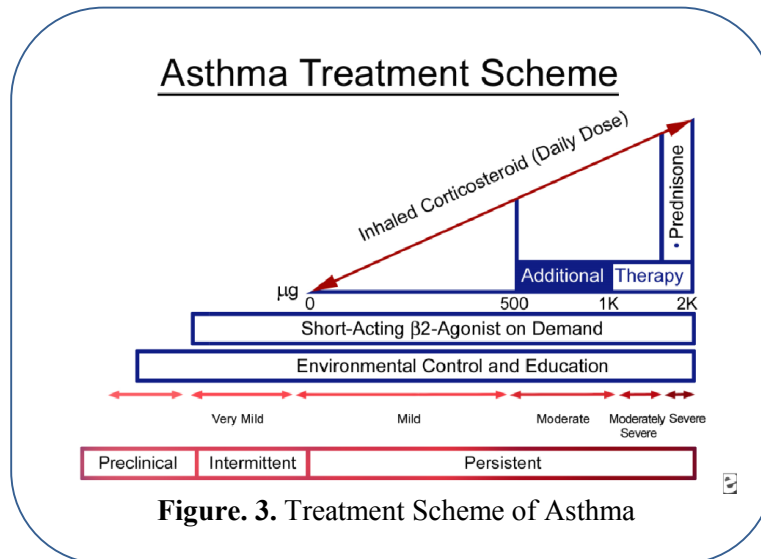 Asthma Treatment Scheme
Inhaled Corticosteroid (Daily Dose)
• Prednisone
Additional Therapy
µg
0 500 1K 2K
Short-Acting β2-Agonist on Demand
Environmental Control and Education
Very Mild Mild Moderate Moderately Severe Severe
Preclinical Intermittent Persistent
Figure. 3. Treatment Scheme of Asthma